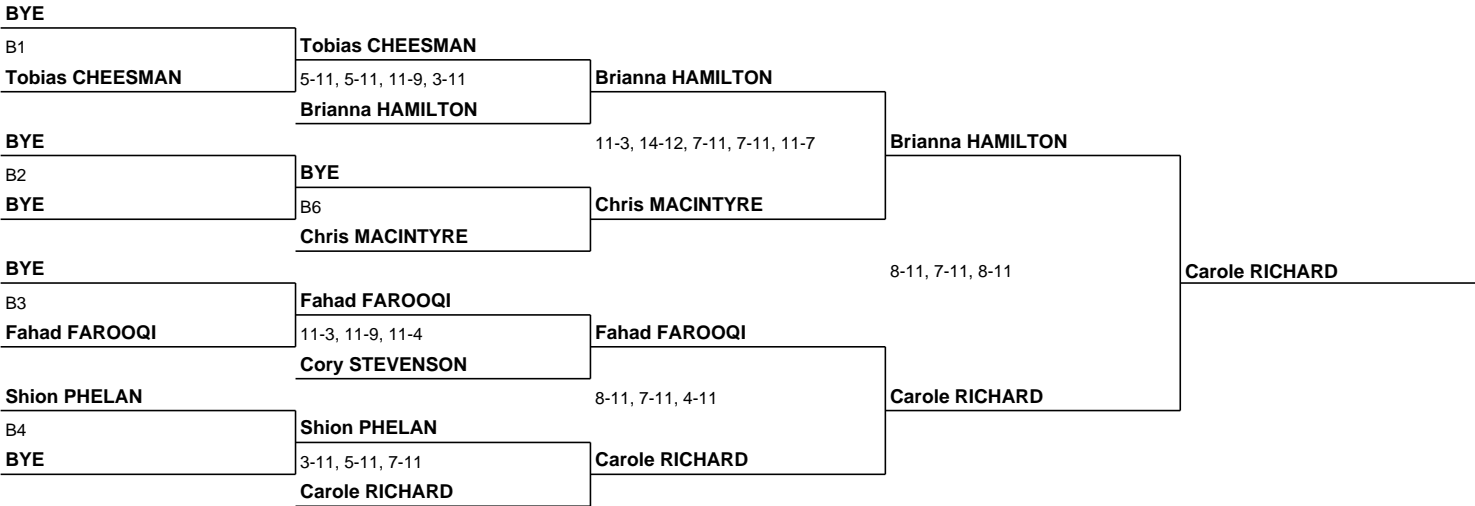 BYE
B1
Tobias CHEESMAN
Tobias CHEESMAN
5-11, 5-11, 11-9, 3-11
Brianna HAMILTON
Brianna HAMILTON
BYE
B2
BYE
BYE
B6
Chris MACINTYRE
11-3, 14-12, 7-11, 7-11, 11-7
Chris MACINTYRE
Brianna HAMILTON
BYE
B3
Fahad FAROOQI
Fahad FAROOQI
11-3, 11-9, 11-4
Cory STEVENSON
Fahad FAROOQI
8-11, 7-11, 8-11
Carole RICHARD
Shion PHELAN
B4
BYE
Shion PHELAN
3-11, 5-11, 7-11
Carole RICHARD
8-11, 7-11, 4-11
Carole RICHARD
Carole RICHARD